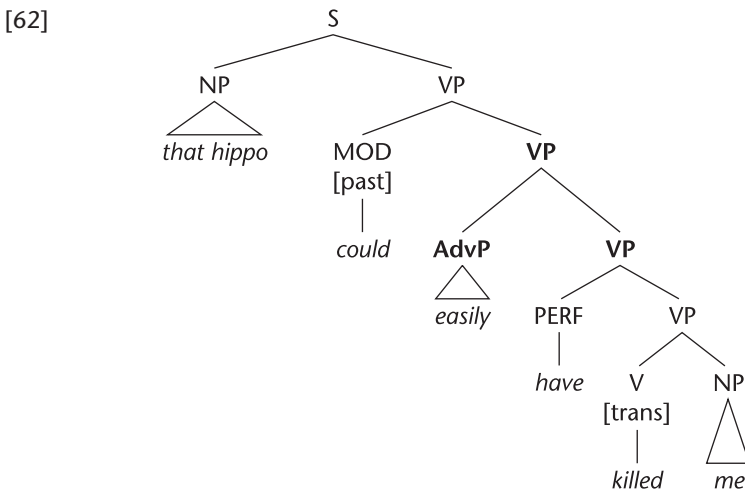 [62] S
NP VP
that hippo MOD VP
[past]
could AdvP VP
easily PERF VP
have V NP
[trans]
killed me